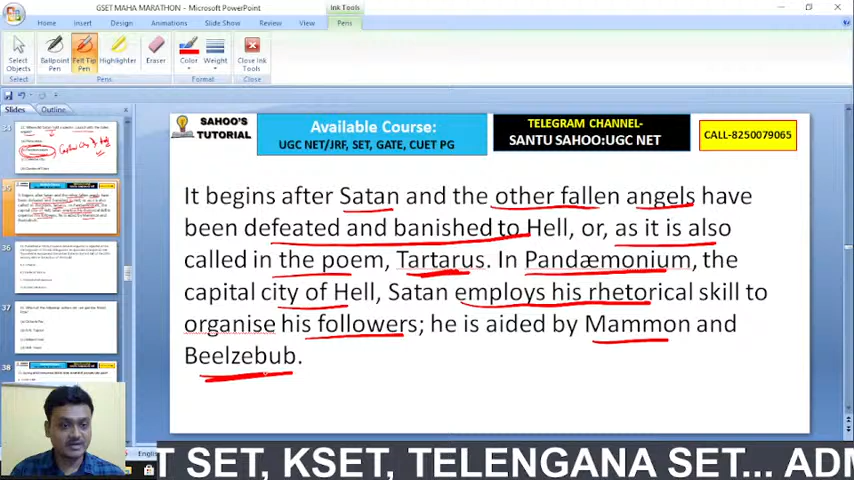 GSET MAHA MARATHON - Microsoft PowerPoint
Ink Tools
Home Insert Design Animations Slide Show Review View Pens
Select Objects
Ballpoint Pen
Felt Tip Pen
Highlighter
Eraser
Color
Weight
Close Ink Tools
Select Pens Format Close
Slides Outline
34
35
36
37
38
SAHOO'S
TUTORIAL
Available Course:
UGC NET/JRF, SET, GATE, CUET PG
TELEGRAM CHANNEL-
SANTU SAHOO:UGC NET
CALL-8250079065
It begins after Satan and the other fallen angels have
been defeated and banished to Hell, or, as it is also
called in the poem, Tartarus. In Pandæmonium, the
capital city of Hell, Satan employs his rhetorical skill to
organise his followers; he is aided by Mammon and
Beelzebub.
T SET, KSET, TELENGANA SET... ADM